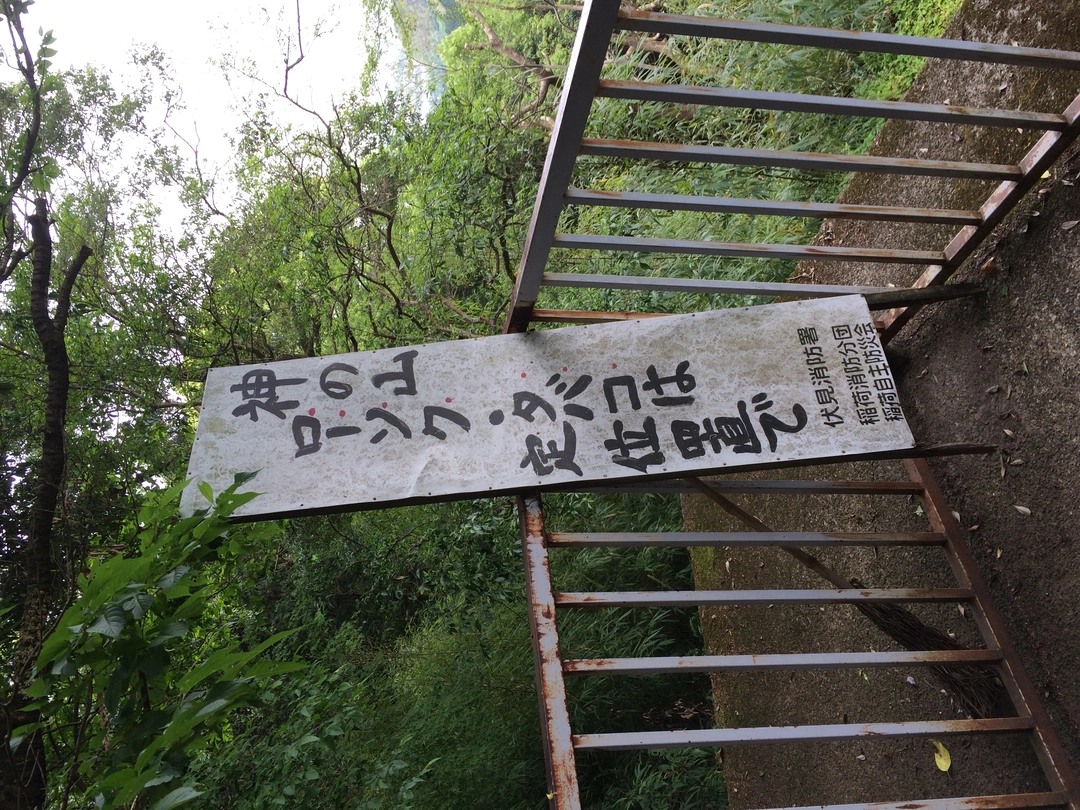 神の山
ローソク・タバコは
定位置で
伏見消防署
稲荷消防分団
稲荷自主防災会